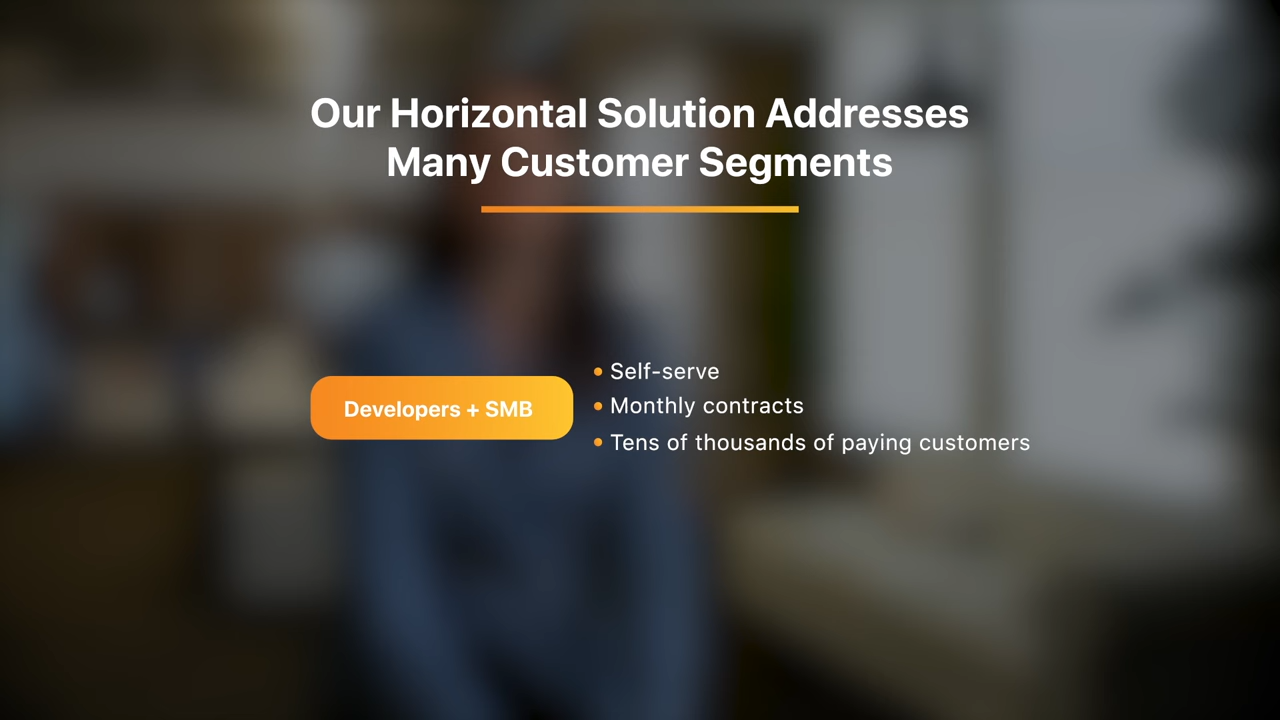 Our Horizontal Solution Addresses
Many Customer Segments
Developers + SMB
Self-serve
Monthly contracts
Tens of thousands of paying customers